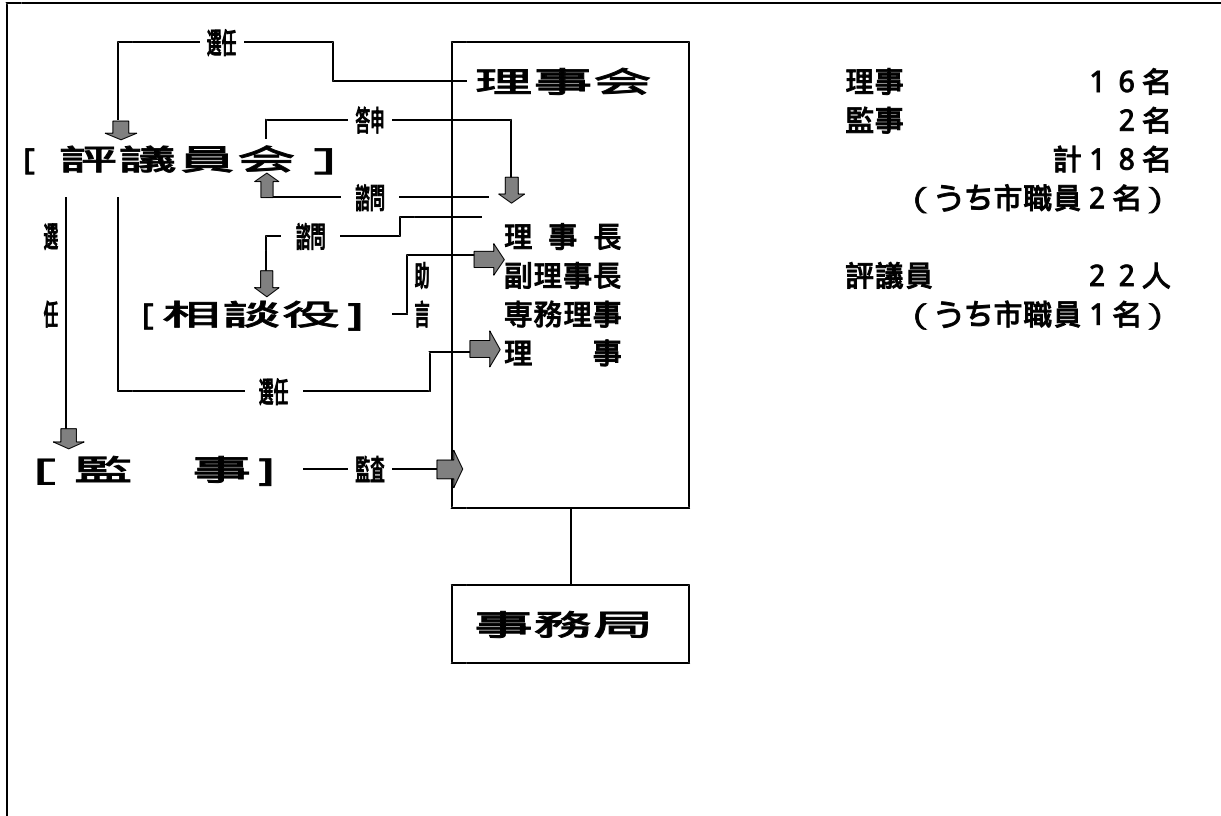 選任
理事会
答申
[ 評議員会 ]
諮問
諮問
選任
理 事 長
副理事長
専務理事
理 事
助言
[相談役]
選任
[監 事]
監査
事務局
理事 １６名
監事 ２名
計１８名
（うち市職員２名）
評議員 ２２人
（うち市職員１名）